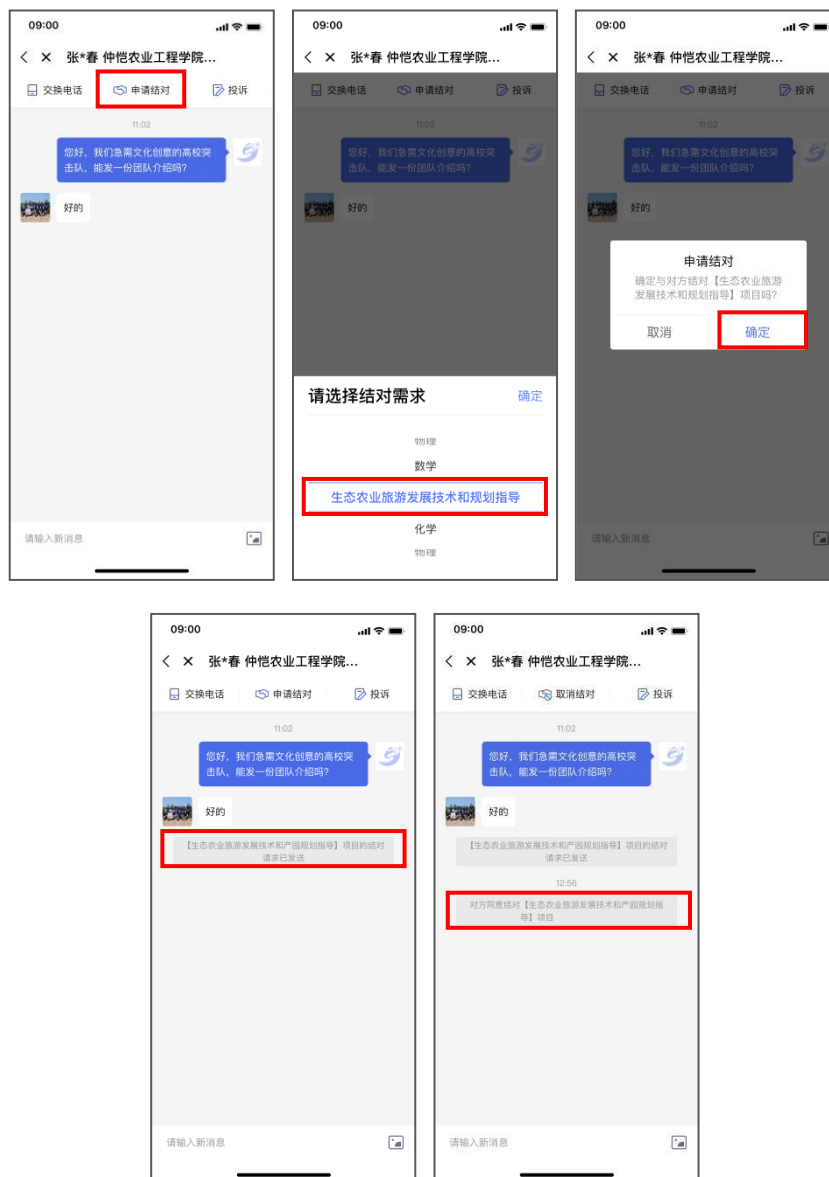 09:00
张*春 仲恺农业工程学院...
交换电话 申请结对 投诉
11:02
您好，我们急需文化创意的高校突
击队，能发一份团队介绍吗？
好的
请输入新消息
09:00
张*春 仲恺农业工程学院...
交换电话 申请结对 投诉
11:02
您好，我们急需文化创意的高校突
击队，能发一份团队介绍吗？
好的
请选择结对需求 确定
物理
数学
生态农业旅游发展技术和规划指导
化学
物理
09:00
张*春 仲恺农业工程学院...
交换电话 申请结对 投诉
11:02
您好，我们急需文化创意的高校突
击队，能发一份团队介绍吗？
好的
申请结对
确定与对方结对【生态农业旅游
发展技术和规划指导】项目吗？
取消 确定
请输入新消息
09:00
张*春 仲恺农业工程学院...
交换电话 申请结对 投诉
11:02
您好，我们急需文化创意的高校突
击队，能发一份团队介绍吗？
好的
【生态农业旅游发展技术和产园规划指导】项目的结对
请求已发送
请输入新消息
09:00
张*春 仲恺农业工程学院...
交换电话 取消结对 投诉
11:02
您好，我们急需文化创意的高校突
击队，能发一份团队介绍吗？
好的
【生态农业旅游发展技术和产园规划指导】项目的结对
请求已发送
12:56
对方同意结对【生态农业旅游发展技术和产园规划指
导】项目
请输入新消息